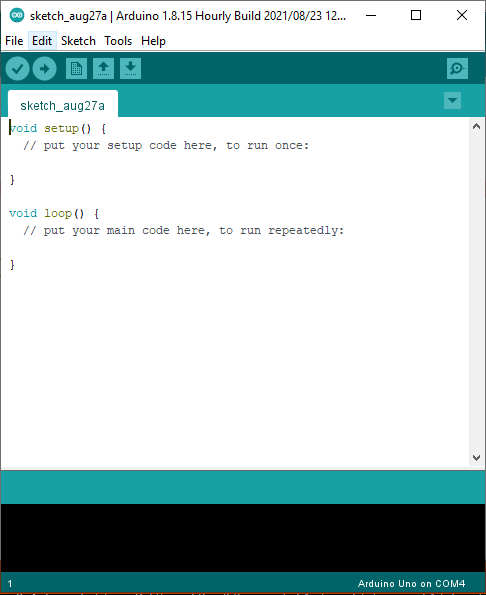 sketch_aug27a | Arduino 1.8.15 Hourly Build 2021/08/23 12...
File Edit Sketch Tools Help
sketch_aug27a
void setup() {
  // put your setup code here, to run once:
}
void loop() {
  // put your main code here, to run repeatedly:
}
1
Arduino Uno on COM4